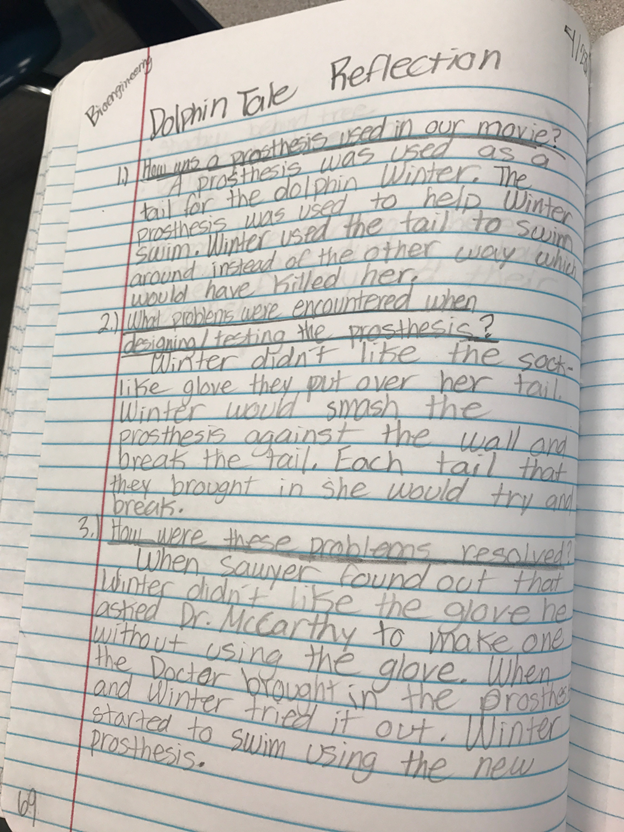 Bioengineering
Dolphin Tale Reflection
1.) How was a prosthesis used in our movie?
A prosthesis was used as a
tail for the dolphin Winter. The
prosthesis was used to help Winter
swim. Winter used the tail to swim
around instead of the other way which
would have killed her.
2.) What problems were encountered when
designing/testing the prosthesis?
Winter didn't like the sock-
like glove they put over her tail.
Winter would smash the
prosthesis against the wall and
break the tail. Each tail that
they brought in she would try and
break.
3.) How were these problems resolved?
When Sawyer found out that
Winter didn't like the glove he
asked Dr. McCarthy to make one
without using the glove. When
the Doctor brought in the prosthes
and Winter tried it out. Winter
started to swim using the new
prosthesis.
69